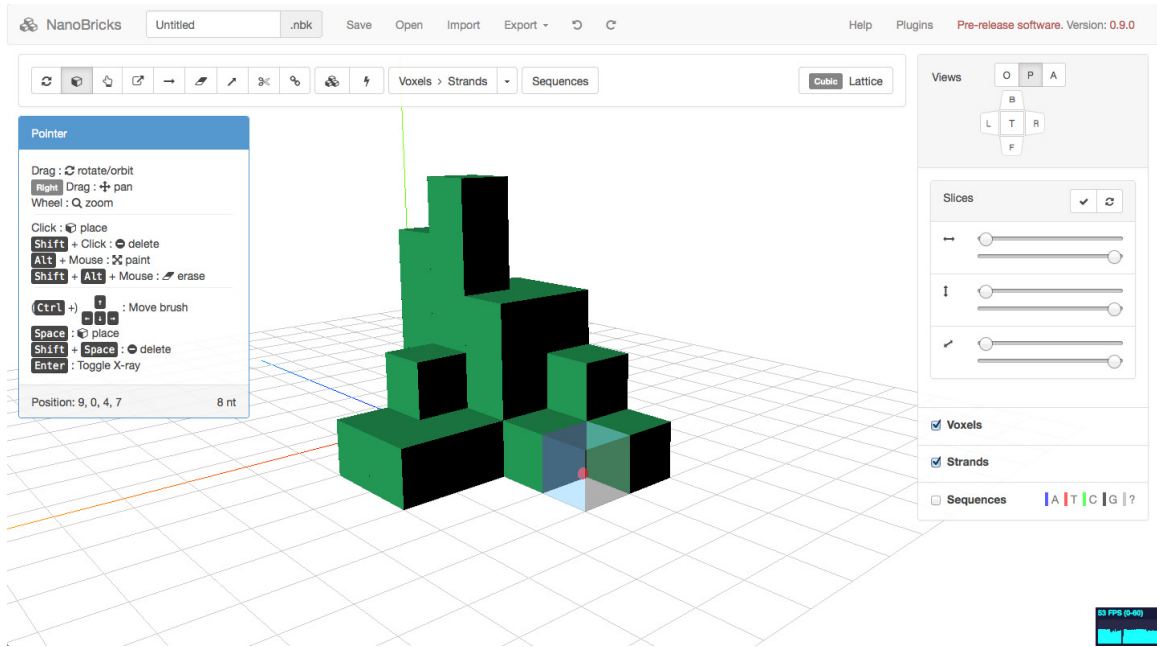 NanoBricks Untitled .nbk Save Open Import Export Help Plugins Pre-release software. Version: 0.9.0
Voxels > Strands Sequences Cubic Lattice
Pointer
Drag : rotate/orbit
Right Drag : pan
Wheel : zoom
Click : place
Shift + Click : delete
Alt + Mouse : paint
Shift + Alt + Mouse : erase
(Ctrl +) ↑ ← ↓ → : Move brush
Space : place
Shift + Space : delete
Enter : Toggle X-ray
Position: 9, 0, 4, 7 8 nt
Views O P A
B
L T R
F
Slices
Voxels
Strands
Sequences A T C G ?
53 FPS (0-60)